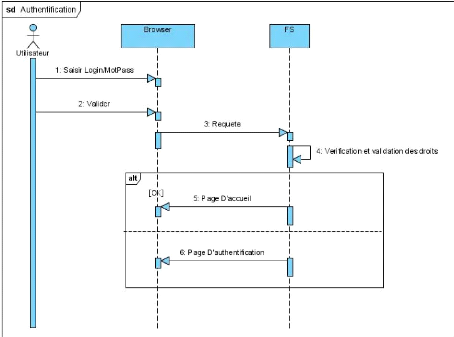 sd Authentification
Browser
FS
Utilisateur
1: Saisir Login/MotPass
2: Valider
3: Requete
4: Verification et validation des droits
alt
[OK]
5: Page D'accueil
6: Page D'authentification